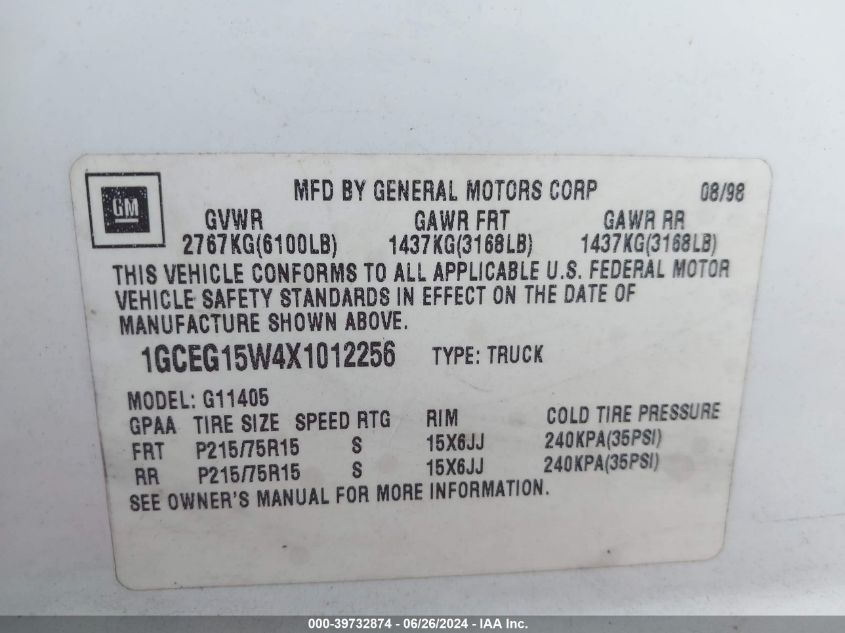 GM
MFD BY GENERAL MOTORS CORP 08/98
GVWR GAWR FRT GAWR RR
2767KG(6100LB) 1437KG(3168LB) 1437KG(3168LB)
THIS VEHICLE CONFORMS TO ALL APPLICABLE U.S. FEDERAL MOTOR
VEHICLE SAFETY STANDARDS IN EFFECT ON THE DATE OF
MANUFACTURE SHOWN ABOVE.
1GCEG15W4X1012256 TYPE: TRUCK
MODEL: G11405
GPAA TIRE SIZE SPEED RTG RIM COLD TIRE PRESSURE
FRT P215/75R15 S 15X6JJ 240KPA(35PSI)
RR P215/75R15 S 15X6JJ 240KPA(35PSI)
SEE OWNER'S MANUAL FOR MORE INFORMATION.
000-39732874 - 06/26/2024 - IAA Inc.